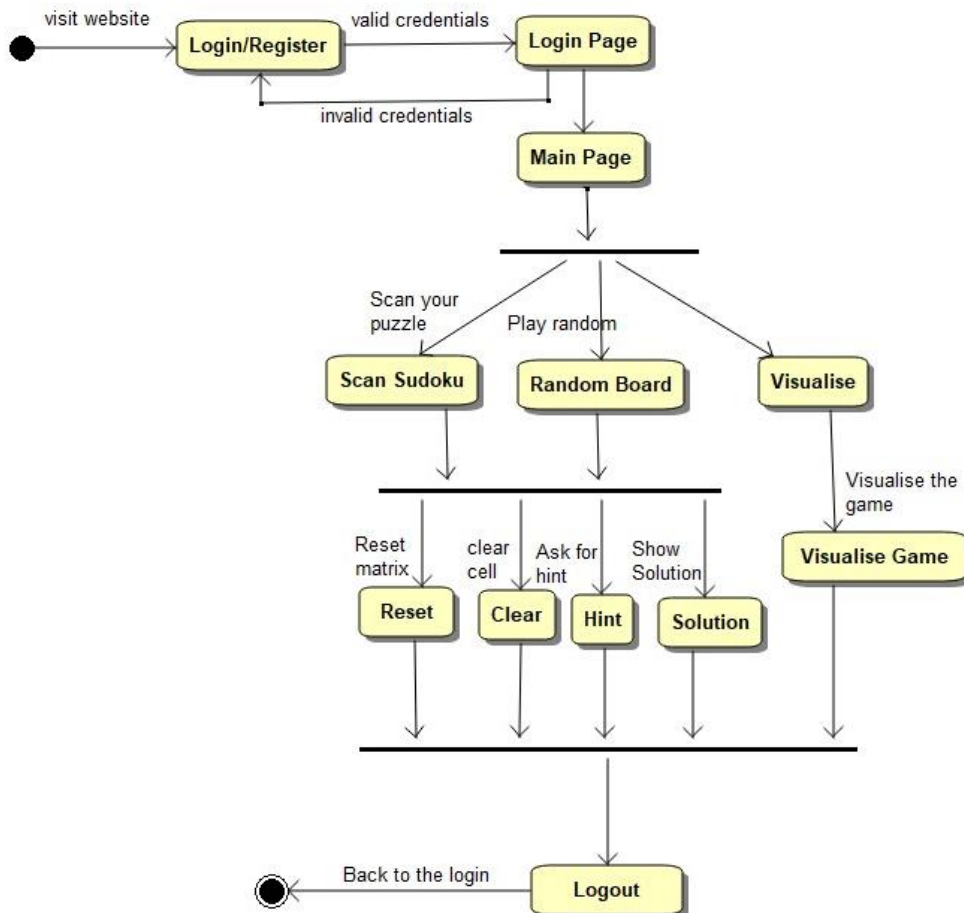 visit website
Login/Register
valid credentials
Login Page
invalid credentials
Main Page
Scan your
puzzle
Play random
Scan Sudoku
Random Board
Visualise
Visualise the
game
Reset
matrix
clear
cell
Ask for
hint
Show
Solution
Visualise Game
Reset
Clear
Hint
Solution
Back to the login
Logout